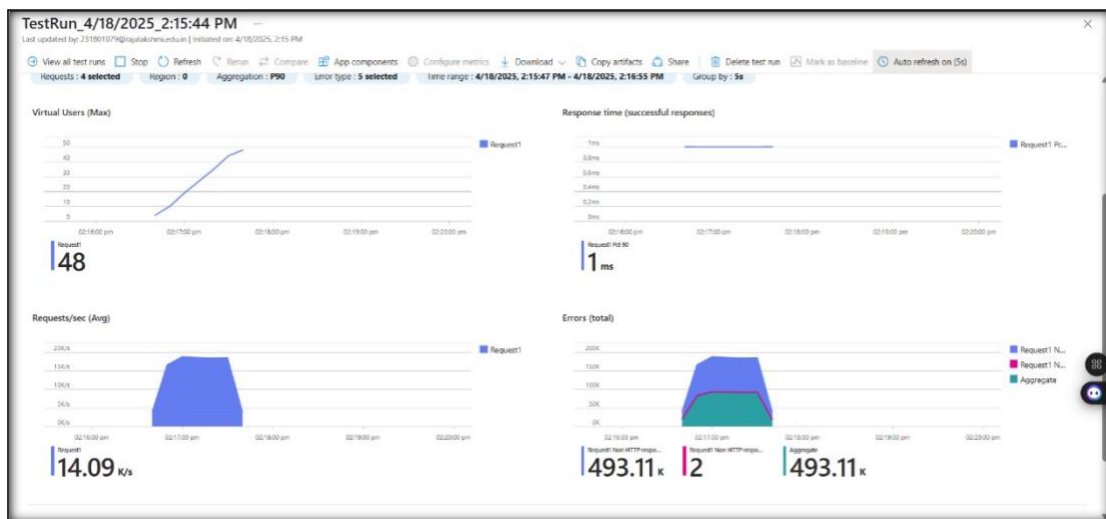 TestRun_4/18/2025_2:15:44 PM ...
Last updated by: 231801079@rajalakshmi.edu.in | Initiated on: 4/18/2025, 2:15 PM
View all test runs Stop Refresh Rerun Compare App components Configure metrics Download Copy artifacts Share Delete test run Mark as baseline Auto refresh on (5s)
Requests : 4 selected Region : 0 Aggregation : P90 Error type : 5 selected Time range : 4/18/2025, 2:15:47 PM - 4/18/2025, 2:16:55 PM Group by : 5s
Virtual Users (Max)
50
40
30
20
10
0
02:16:00 pm 02:17:00 pm 02:18:00 pm 02:19:00 pm 02:20:00 pm
Request1
Request1
48
Response time (successful responses)
1ms
0.8ms
0.6ms
0.4ms
0.2ms
0ms
02:16:00 pm 02:17:00 pm 02:18:00 pm 02:19:00 pm 02:20:00 pm
Request1 Pc...
Request1 Pct 90
1 ms
Requests/sec (Avg)
20K/s
15K/s
10K/s
5K/s
0K/s
02:16:00 pm 02:17:00 pm 02:18:00 pm 02:19:00 pm 02:20:00 pm
Request1
Request1
14.09 K/s
Errors (total)
200K
150K
100K
50K
0K
02:16:00 pm 02:17:00 pm 02:18:00 pm 02:19:00 pm 02:20:00 pm
Request1 N...
Request1 N...
Aggregate
Request1 Non HTTP respo...
493.11 K
Request1 Non HTTP respo...
2
Aggregate
493.11 K